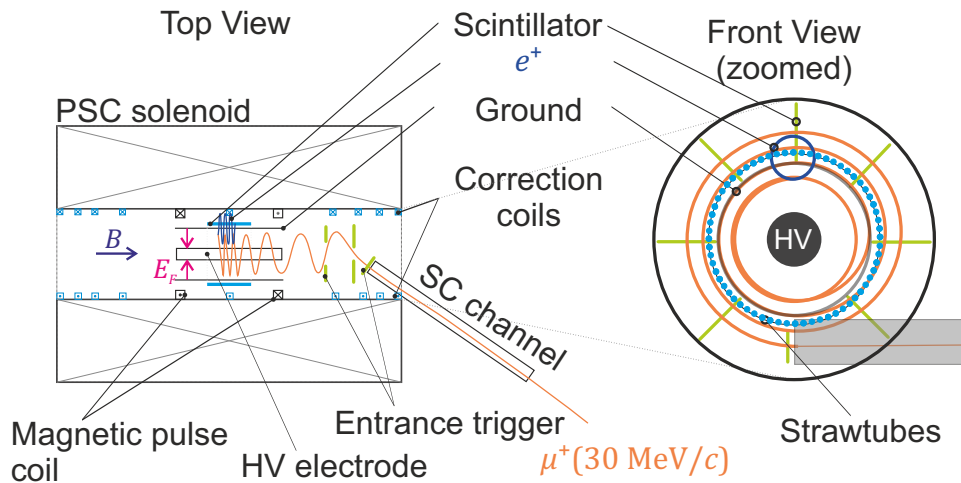 Top View
Scintillator
e⁺
Ground
Front View
(zoomed)
PSC solenoid
Correction
coils
B
E_F
HV
SC channel
Magnetic pulse
coil
HV electrode
Entrance trigger
μ⁺(30 MeV/c)
Strawtubes